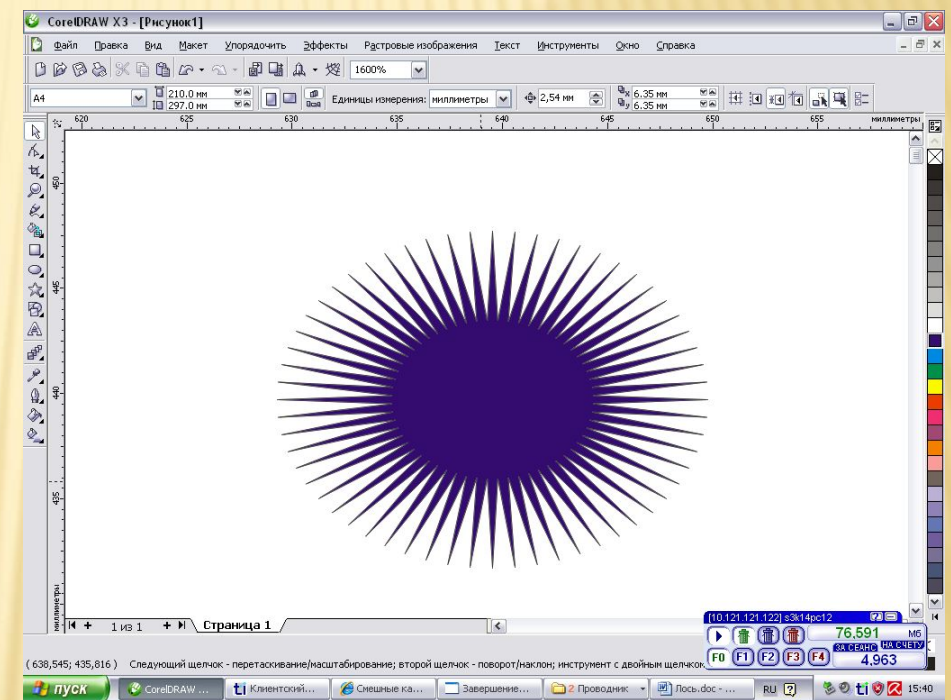 CorelDRAW X3 - [Рисунок1]
Файл Правка Вид Макет Упорядочить Эффекты Растровые изображения Текст Инструменты Окно Справка
1600%
A4 210.0 мм 297.0 мм Единицы измерения: миллиметры 2,54 мм x 6.35 мм y 6.35 мм
620 625 630 635 640 645 650 655 миллиметры
450
445
440
435
миллиметры
1 из 1 Страница 1
[10.121.121.122] s3k14pc12
76,591 Мб
ЗА СЕАНС НА СЧЕТУ
F0 F1 F2 F3 F4 4,963
( 638,545; 435,816 ) Следующий щелчок - перетаскивание/масштабирование; второй щелчок - поворот/наклон; инструмент с двойным щелчком
пуск CorelDRAW ... Клиентский... Смешные ка... Завершение... 2 Проводник Лось.doc - ... RU 15:40